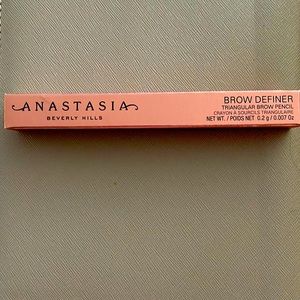 ANASTASIA
BEVERLY HILLS
BROW DEFINER
TRIANGULAR BROW PENCIL
CRAYON À SOURCILS TRIANGULAIRE
NET WT. / POIDS NET 0.2 g / 0.007 Oz